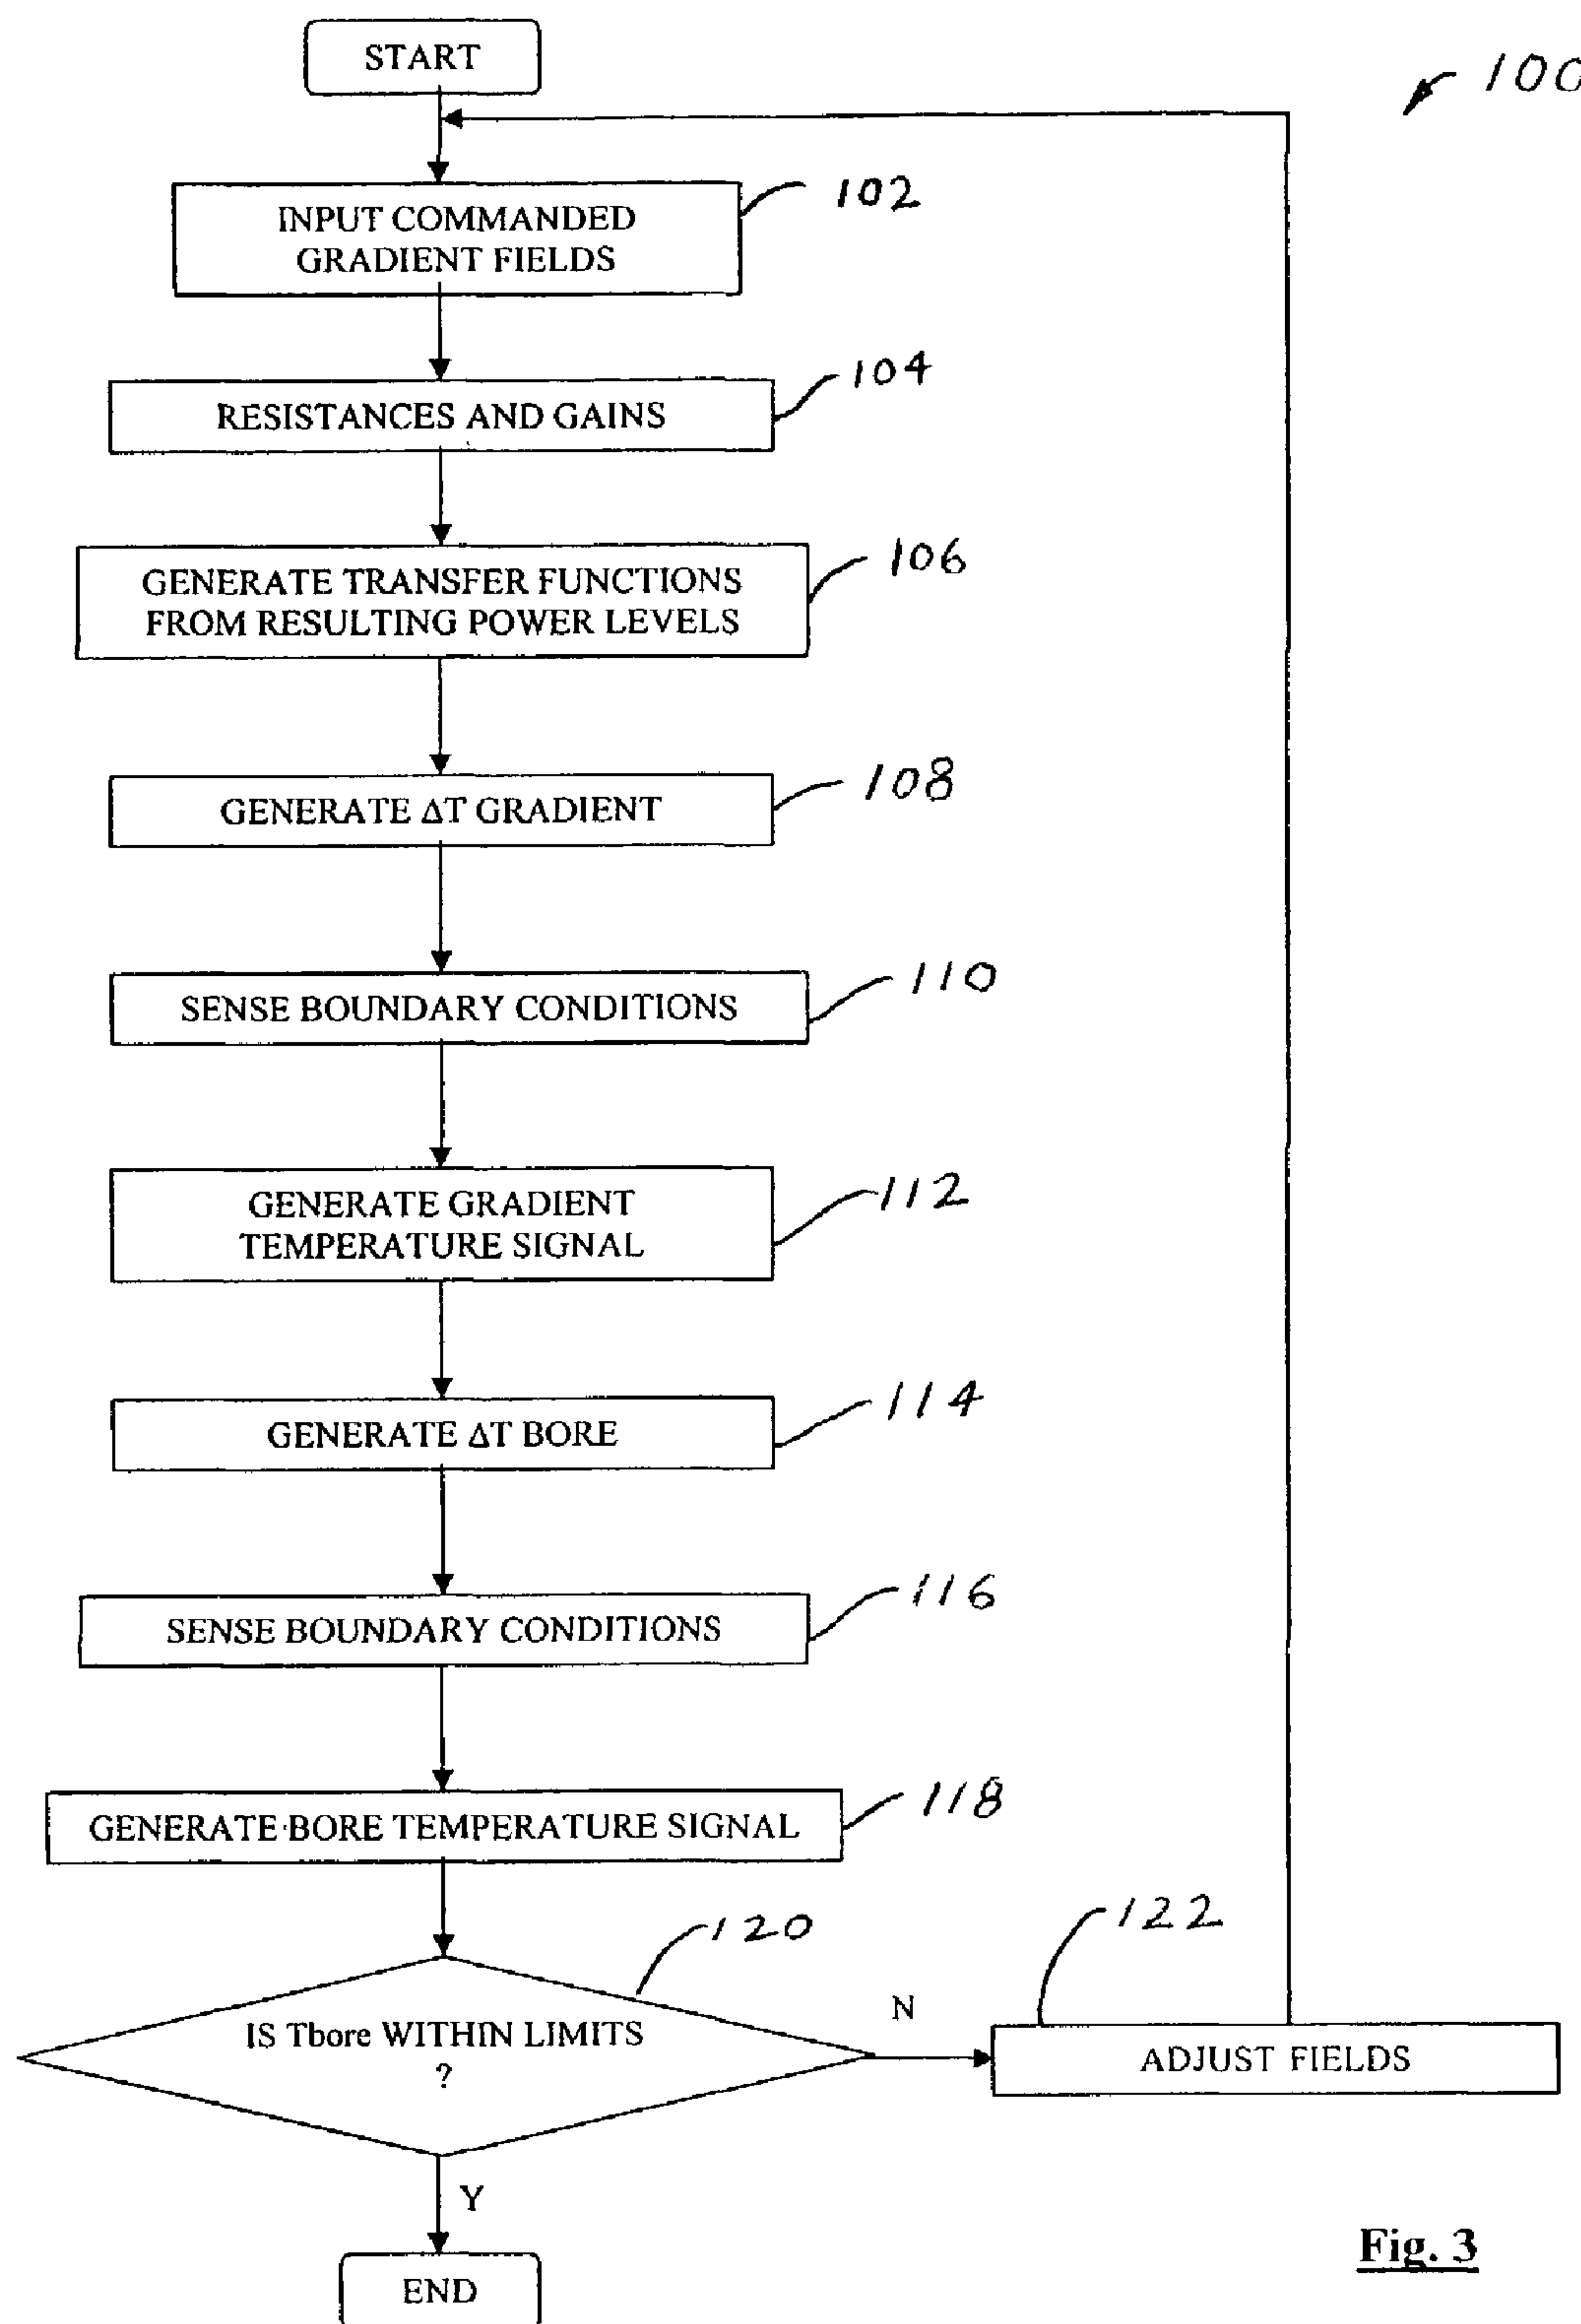 START
100
INPUT COMMANDED
GRADIENT FIELDS
102
RESISTANCES AND GAINS
104
GENERATE TRANSFER FUNCTIONS
FROM RESULTING POWER LEVELS
106
GENERATE ΔT GRADIENT
108
SENSE BOUNDARY CONDITIONS
110
GENERATE GRADIENT
TEMPERATURE SIGNAL
112
GENERATE ΔT BORE
114
SENSE BOUNDARY CONDITIONS
116
GENERATE BORE TEMPERATURE SIGNAL
118
IS Tbore WITHIN LIMITS
?
120
N
122
ADJUST FIELDS
Y
END
Fig. 3